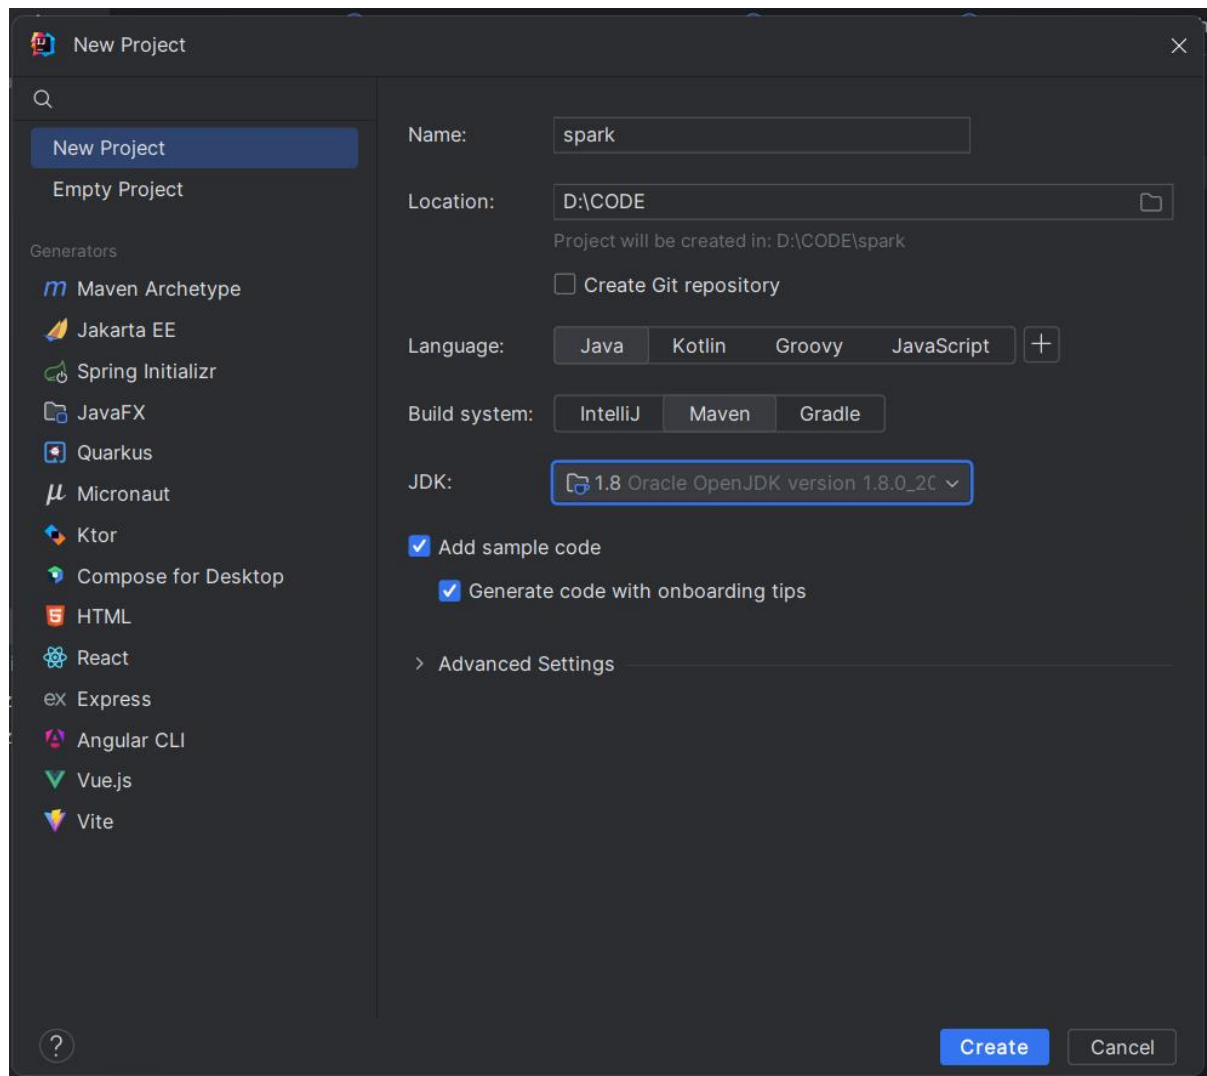 New Project
New Project
Empty Project
Generators
Maven Archetype
Jakarta EE
Spring Initializr
JavaFX
Quarkus
Micronaut
Ktor
Compose for Desktop
HTML
React
ex Express
Angular CLI
Vue.js
Vite
Name: spark
Location: D:\CODE
Project will be created in: D:\CODE\spark
Create Git repository
Language: Java Kotlin Groovy JavaScript
Build system: IntelliJ Maven Gradle
JDK: 1.8 Oracle OpenJDK version 1.8.0_20
Add sample code
Generate code with onboarding tips
Advanced Settings
? Create Cancel